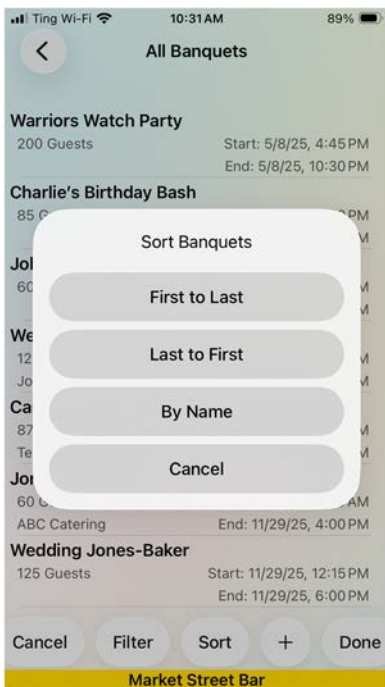 Ting Wi-Fi 10:31 AM 89%
All Banquets
Warriors Watch Party
200 Guests Start: 5/8/25, 4:45 PM
End: 5/8/25, 10:30 PM
Charlie's Birthday Bash
85 PM
Sort Banquets
First to Last
Last to First
By Name
Cancel
60 G AM
ABC Catering End: 11/29/25, 4:00 PM
Wedding Jones-Baker
125 Guests Start: 11/29/25, 12:15 PM
End: 11/29/25, 6:00 PM
Cancel Filter Sort + Done
Market Street Bar